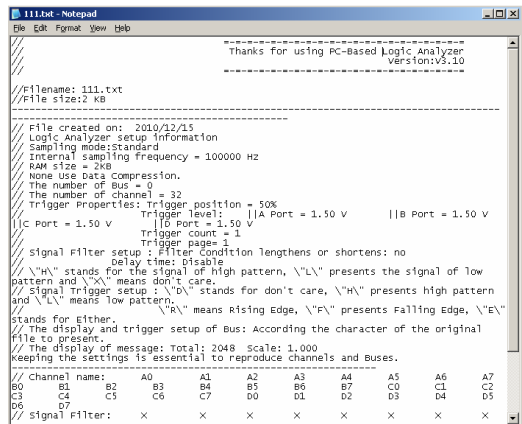 111.txt - Notepad
File Edit Format View Help
// =-=-=-=-=-=-=-=-=-=-=-=-=-=-=-=-=-=-=-=
// Thanks for using PC-Based Logic Analyzer
// Version:V3.10
// =-=-=-=-=-=-=-=-=-=-=-=-=-=-=-=-=-=-=-=
//Filename: 111.txt
//File size:2 KB
--------------------------------------------------------------------------------
----------------------------------------------
// File created on: 2010/12/15
// Logic Analyzer setup information
// Sampling mode:Standard
// Internal sampling frequency = 100000 Hz
// RAM size = 2KB
// None Use Data Compression.
// The number of Bus = 0
// The number of channel = 32
// Trigger Properties: Trigger position = 50%
// Trigger level: ||A Port = 1.50 V ||B Port = 1.50 V
||C Port = 1.50 V ||D Port = 1.50 V
// Trigger count = 1
// Trigger page= 1
// Signal Filter setup : Filter Condition lengthens or shortens: no
// Delay time: Disable
// \"H\" stands for the signal of high pattern, \"L\" presents the signal of low
pattern and \"X\" means don't care.
// Signal Trigger setup : \"D\" stands for don't care, \"H\" presents high pattern
and \"L\" means low pattern.
// \"R\" means Rising Edge, \"F\" presents Falling Edge, \"E\"
stands for Either.
// The display and trigger setup of Bus: According the character of the original
file to present.
// The display of message: Total: 2048 Scale: 1.000
Keeping the settings is essential to reproduce channels and Buses.
--------------------------------------------------------------
// Channel name: A0 A1 A2 A3 A4 A5 A6 A7
B0 B1 B2 B3 B4 B5 B6 B7 C0 C1 C2
C3 C4 C5 C6 C7 D0 D1 D2 D3 D4 D5
D6 D7
// Signal Filter: X X X X X X X X